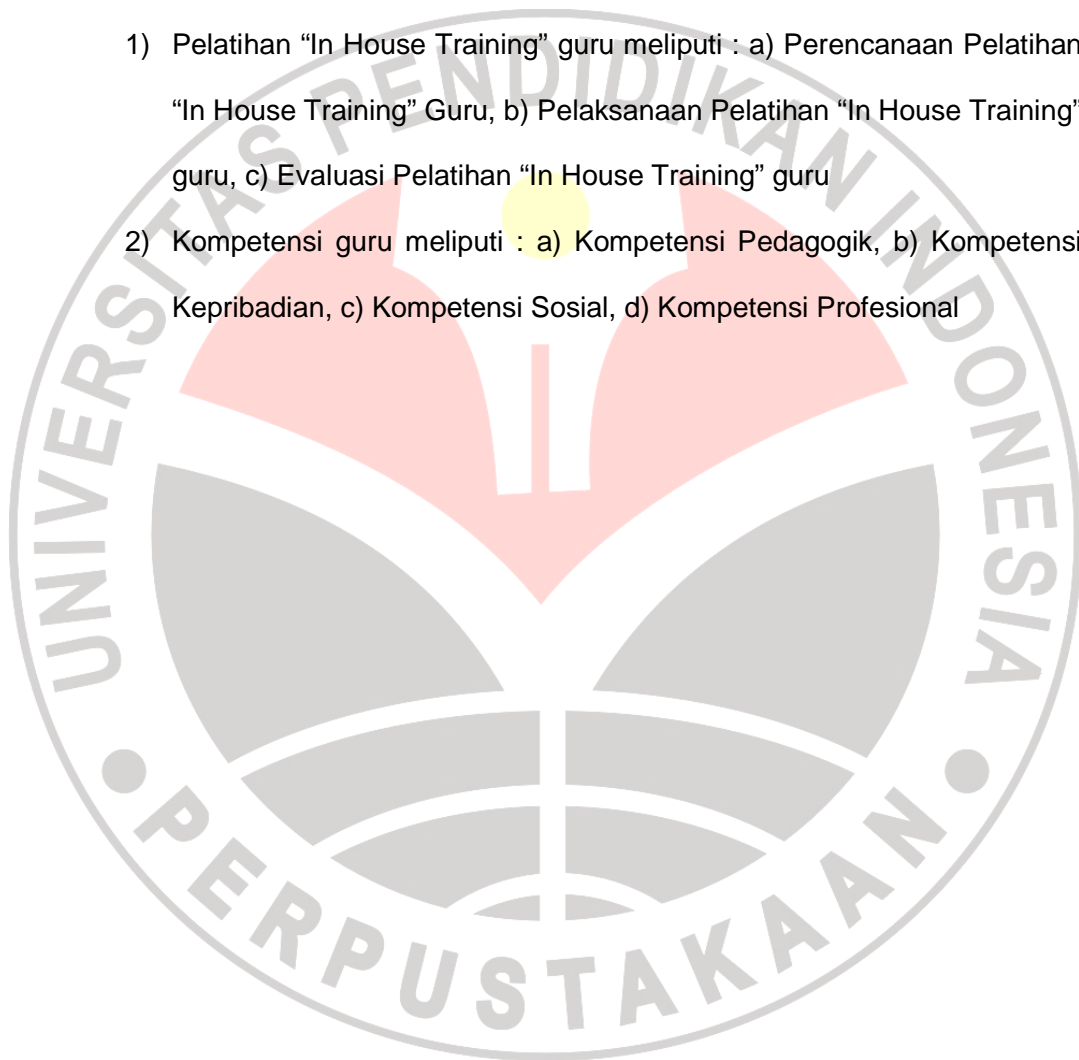 1) Pelatihan “In House Training” guru meliputi : a) Perencanaan Pelatihan
“In House Training” Guru, b) Pelaksanaan Pelatihan “In House Training”
guru, c) Evaluasi Pelatihan “In House Training” guru
2) Kompetensi guru meliputi : a) Kompetensi Pedagogik, b) Kompetensi
Kepribadian, c) Kompetensi Sosial, d) Kompetensi Profesional
UNIVERSITAS PENDIDIKAN INDONESIA
PERPUSTAKAAN